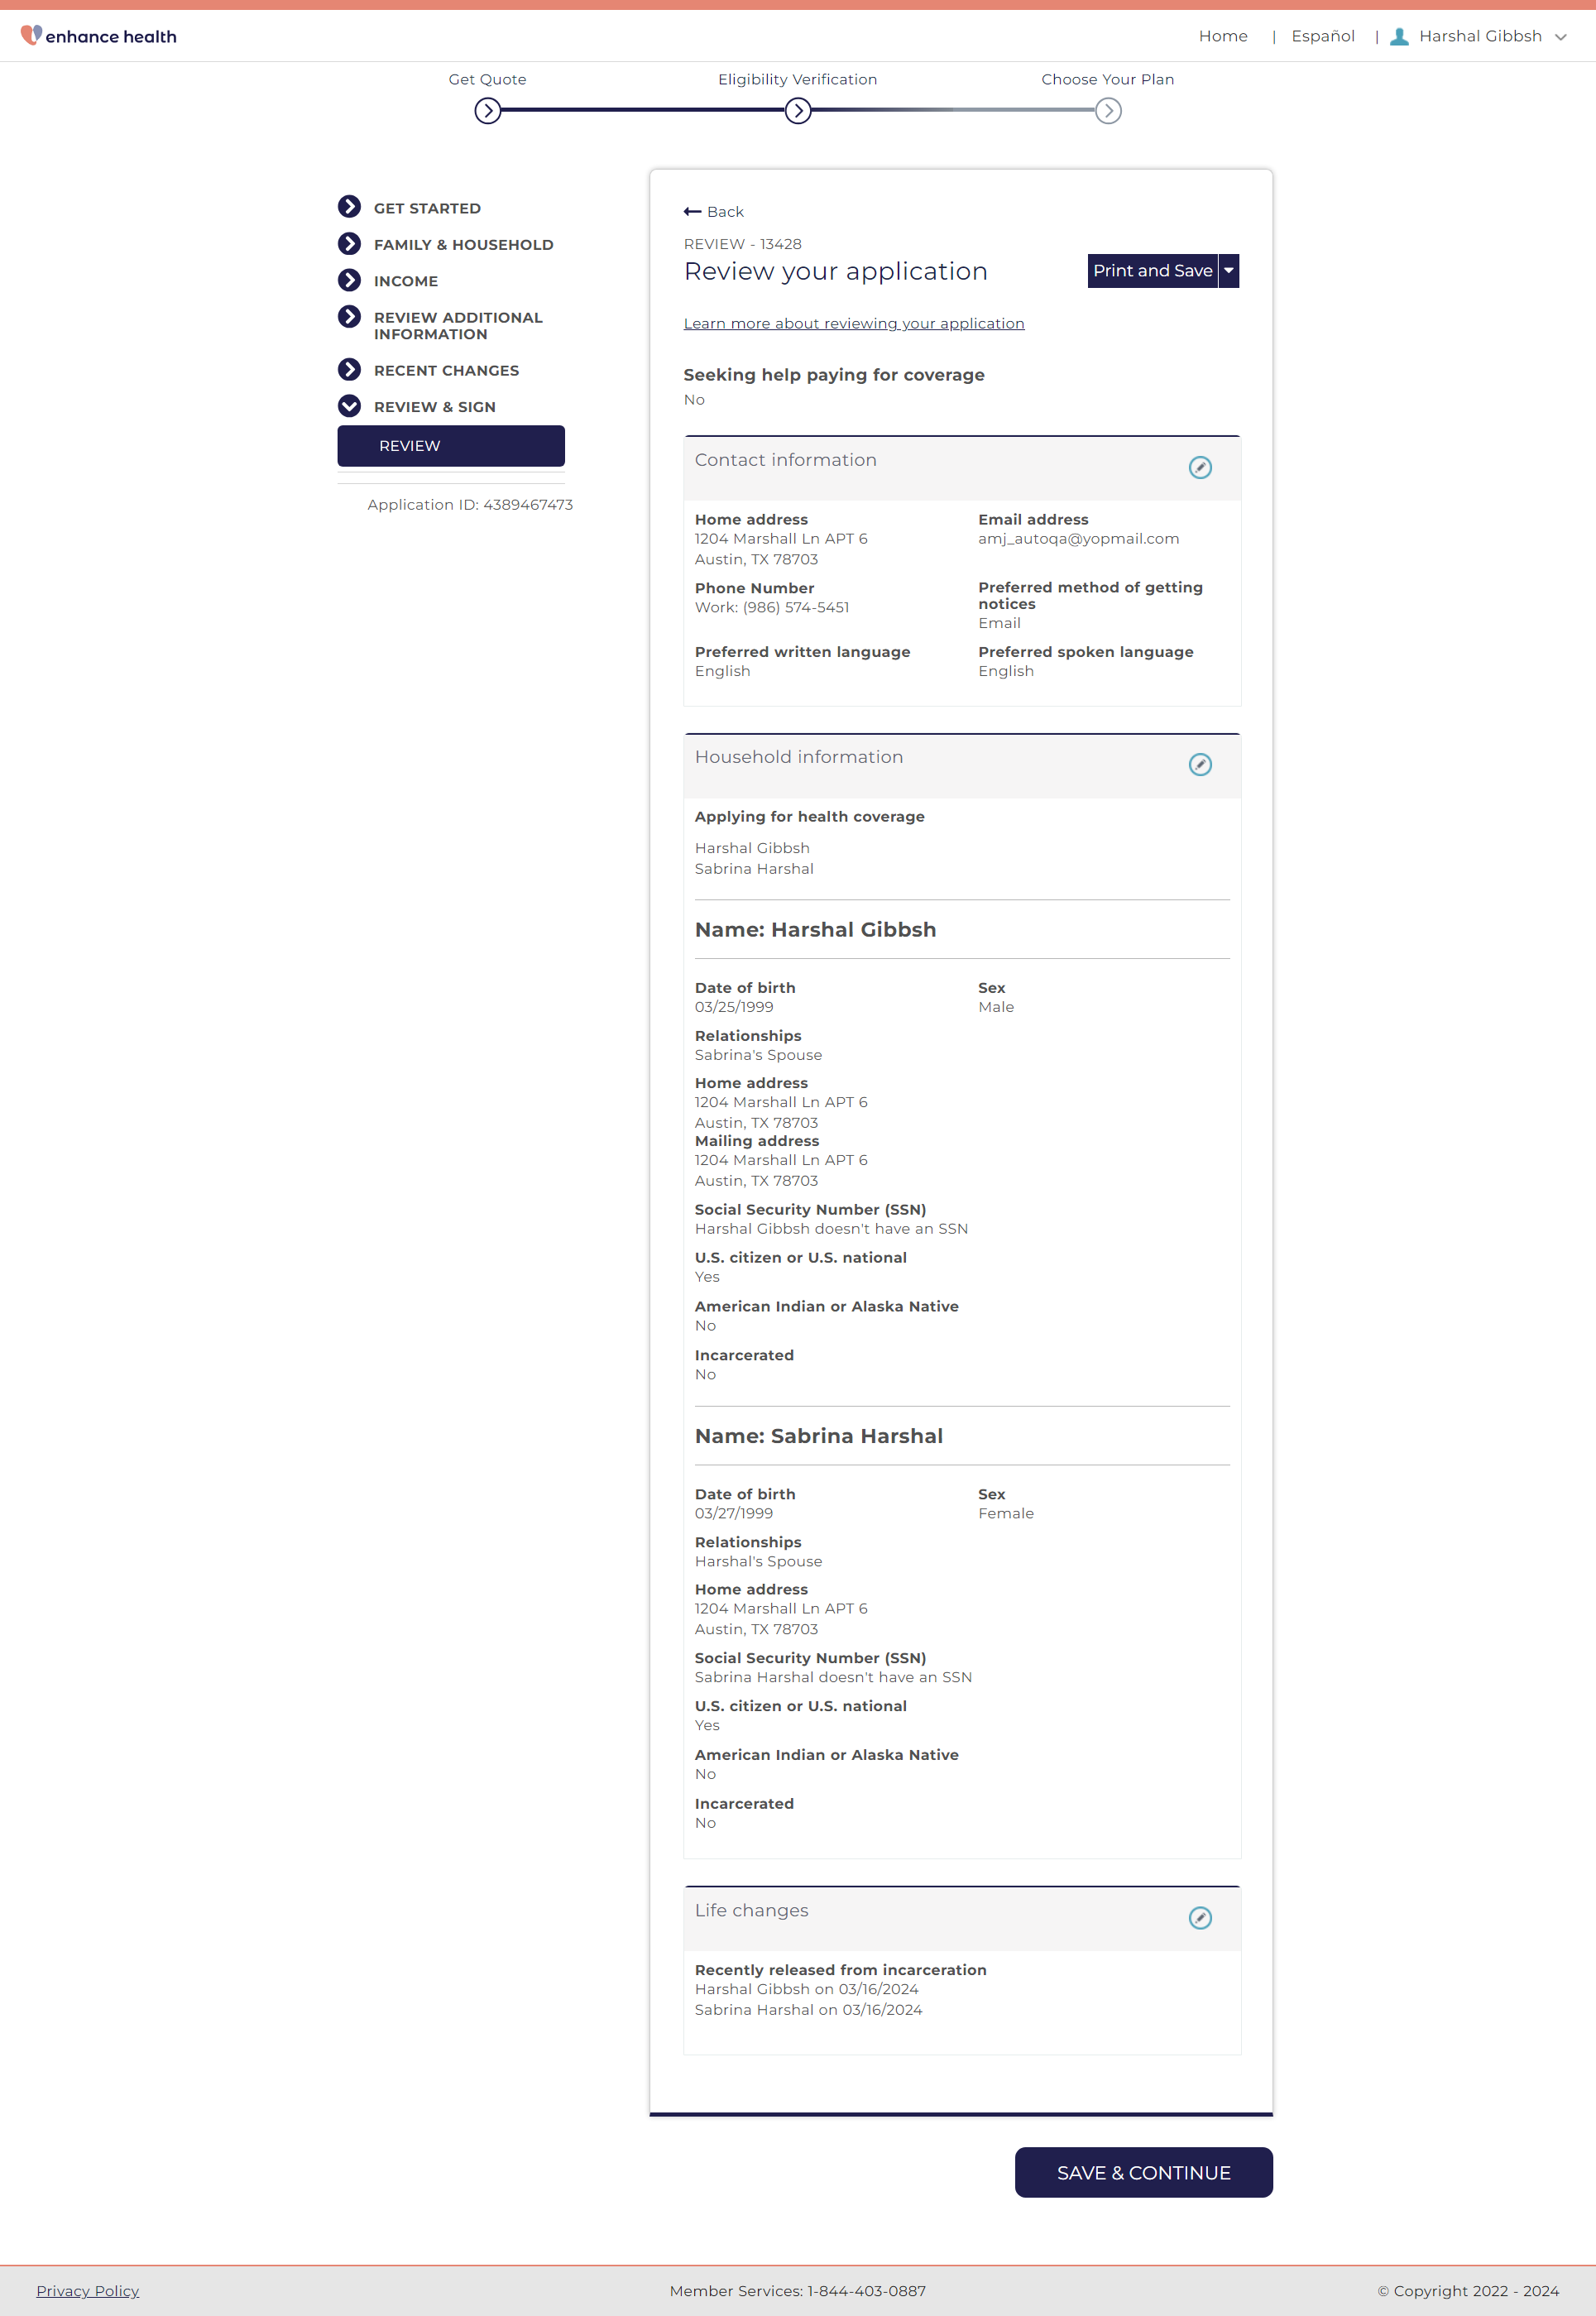 enhance health
Home | Español | Harshal Gibbsh
Get Quote
Eligibility Verification
Choose Your Plan
GET STARTED
FAMILY & HOUSEHOLD
INCOME
REVIEW ADDITIONAL
INFORMATION
RECENT CHANGES
REVIEW & SIGN
REVIEW
Application ID: 4389467473
Back
REVIEW - 13428
Review your application
Print and Save
Learn more about reviewing your application
Seeking help paying for coverage
No
Contact information
Home address
1204 Marshall Ln APT 6
Austin, TX 78703
Email address
amj_autoqa@yopmail.com
Phone Number
Work: (986) 574-5451
Preferred method of getting
notices
Email
Preferred written language
English
Preferred spoken language
English
Household information
Applying for health coverage
Harshal Gibbsh
Sabrina Harshal
Name: Harshal Gibbsh
Date of birth
03/25/1999
Sex
Male
Relationships
Sabrina's Spouse
Home address
1204 Marshall Ln APT 6
Austin, TX 78703
Mailing address
1204 Marshall Ln APT 6
Austin, TX 78703
Social Security Number (SSN)
Harshal Gibbsh doesn't have an SSN
U.S. citizen or U.S. national
Yes
American Indian or Alaska Native
No
Incarcerated
No
Name: Sabrina Harshal
Date of birth
03/27/1999
Sex
Female
Relationships
Harshal's Spouse
Home address
1204 Marshall Ln APT 6
Austin, TX 78703
Social Security Number (SSN)
Sabrina Harshal doesn't have an SSN
U.S. citizen or U.S. national
Yes
American Indian or Alaska Native
No
Incarcerated
No
Life changes
Recently released from incarceration
Harshal Gibbsh on 03/16/2024
Sabrina Harshal on 03/16/2024
SAVE & CONTINUE
Privacy Policy
Member Services: 1-844-403-0887
© Copyright 2022 - 2024